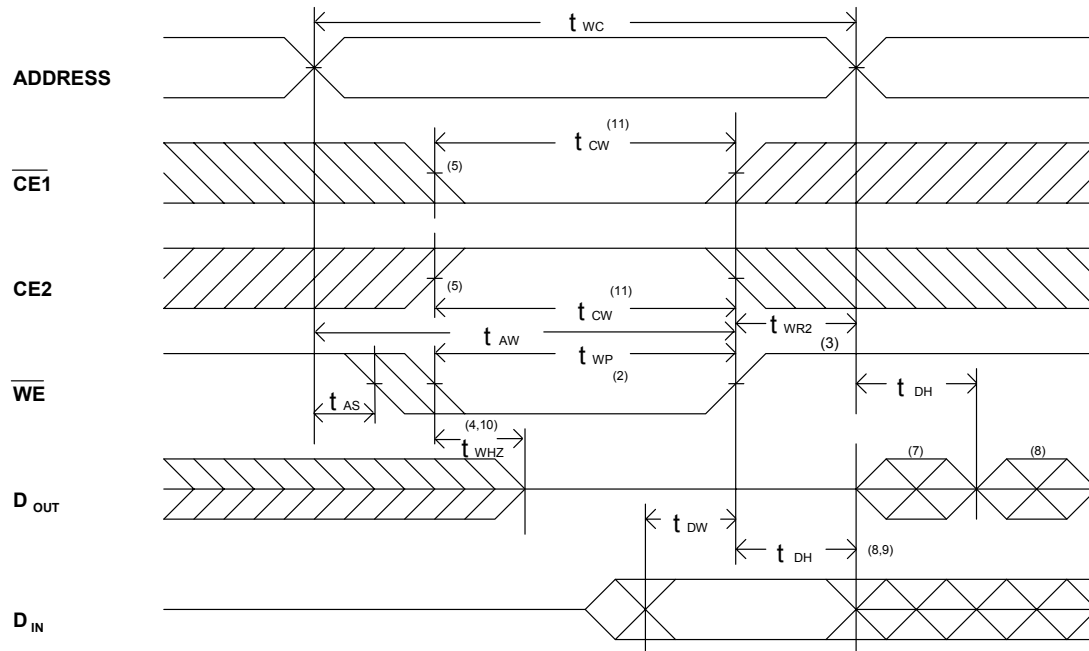 t WC
ADDRESS
t CW (11)
CE1
(5)
CE2
(5)
t CW (11)
t AW
t WR2
t WP (2)
(3)
WE
t AS
t DH
(4,10)
t WHZ
(7)
(8)
D OUT
t DW
t DH
(8,9)
D IN